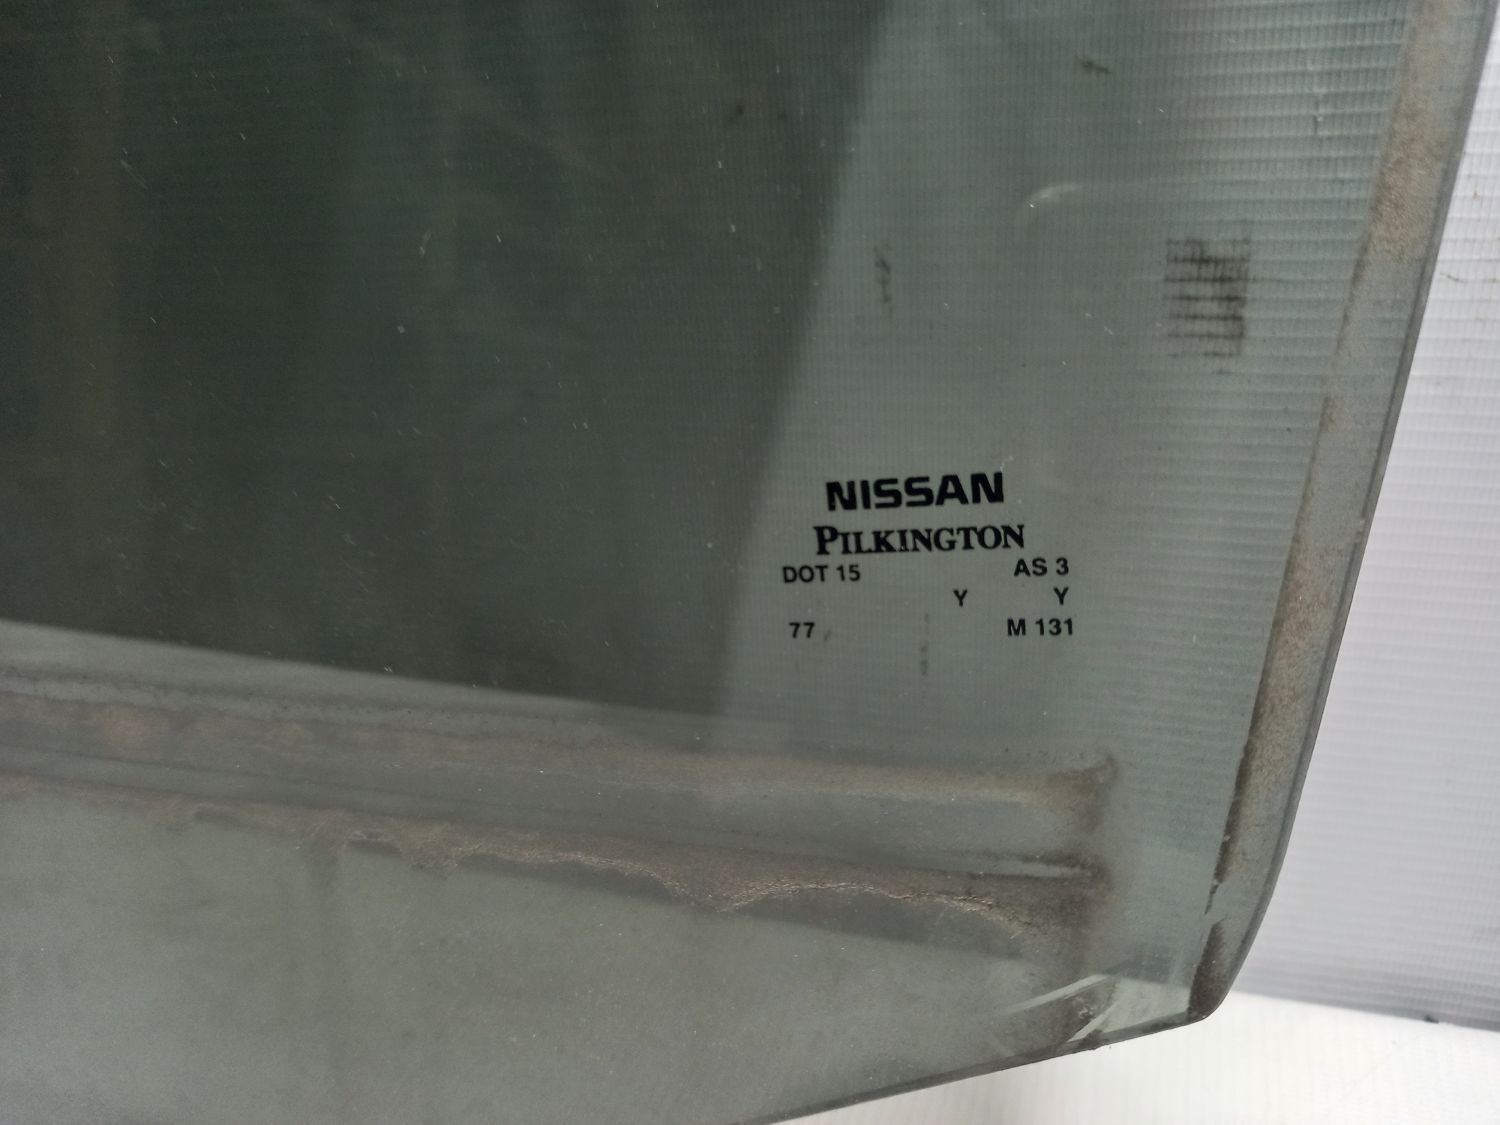 NISSAN
PILKINGTON
DOT 15 AS 3
Y Y
77 M 131